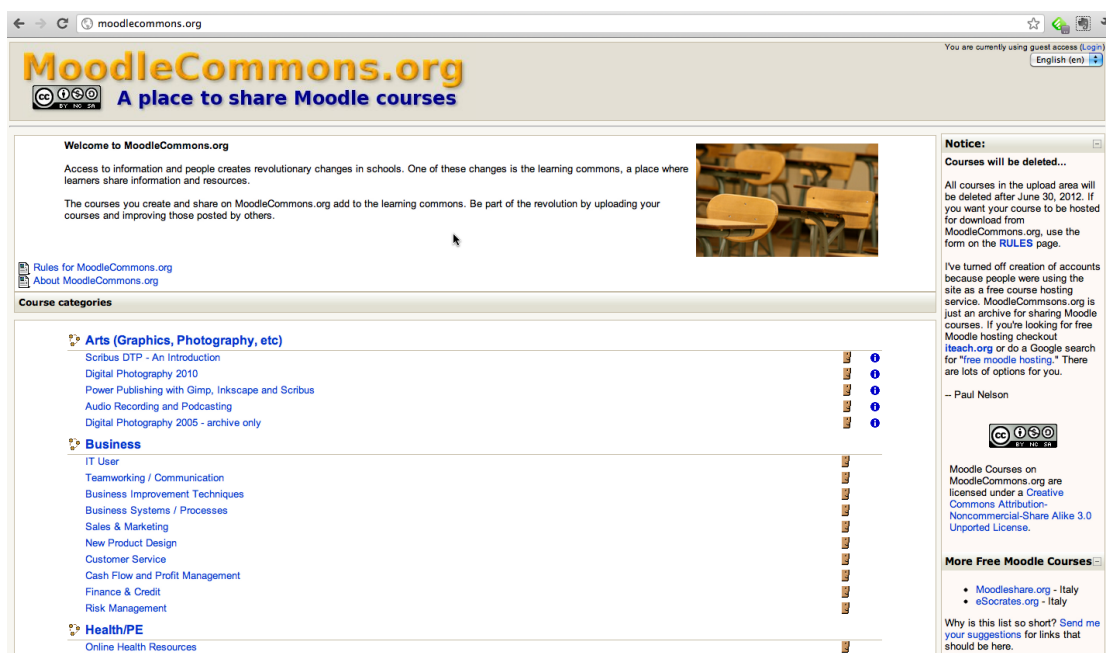 moodlecommons.org
You are currently using guest access (Login)
English (en)
MoodleCommons.org
cc BY NC SA
A place to share Moodle courses
Welcome to MoodleCommons.org
Access to information and people creates revolutionary changes in schools. One of these changes is the learning commons, a place where
learners share information and resources.
The courses you create and share on MoodleCommons.org add to the learning commons. Be part of the revolution by uploading your
courses and improving those posted by others.
Rules for MoodleCommons.org
About MoodleCommons.org
Course categories
Arts (Graphics, Photography, etc)
Scribus DTP - An Introduction
Digital Photography 2010
Power Publishing with Gimp, Inkscape and Scribus
Audio Recording and Podcasting
Digital Photography 2005 - archive only
Business
IT User
Teamworking / Communication
Business Improvement Techniques
Business Systems / Processes
Sales & Marketing
New Product Design
Customer Service
Cash Flow and Profit Management
Finance & Credit
Risk Management
Health/PE
Online Health Resources
Notice:
Courses will be deleted...
All courses in the upload area will
be deleted after June 30, 2012. If
you want your course to be hosted
for download from
MoodleCommons.org, use the
form on the RULES page.
I've turned off creation of accounts
because people were using the
site as a free course hosting
service. MoodleCommsons.org is
just an archive for sharing Moodle
courses. If you're looking for free
Moodle hosting checkout
iteach.org or do a Google search
for "free moodle hosting." There
are lots of options for you.
-- Paul Nelson
cc BY NC SA
Moodle Courses on
MoodleCommons.org are
licensed under a Creative
Commons Attribution-
Noncommercial-Share Alike 3.0
Unported License.
More Free Moodle Courses
Moodleshare.org - Italy
eSocrates.org - Italy
Why is this list so short? Send me
your suggestions for links that
should be here.